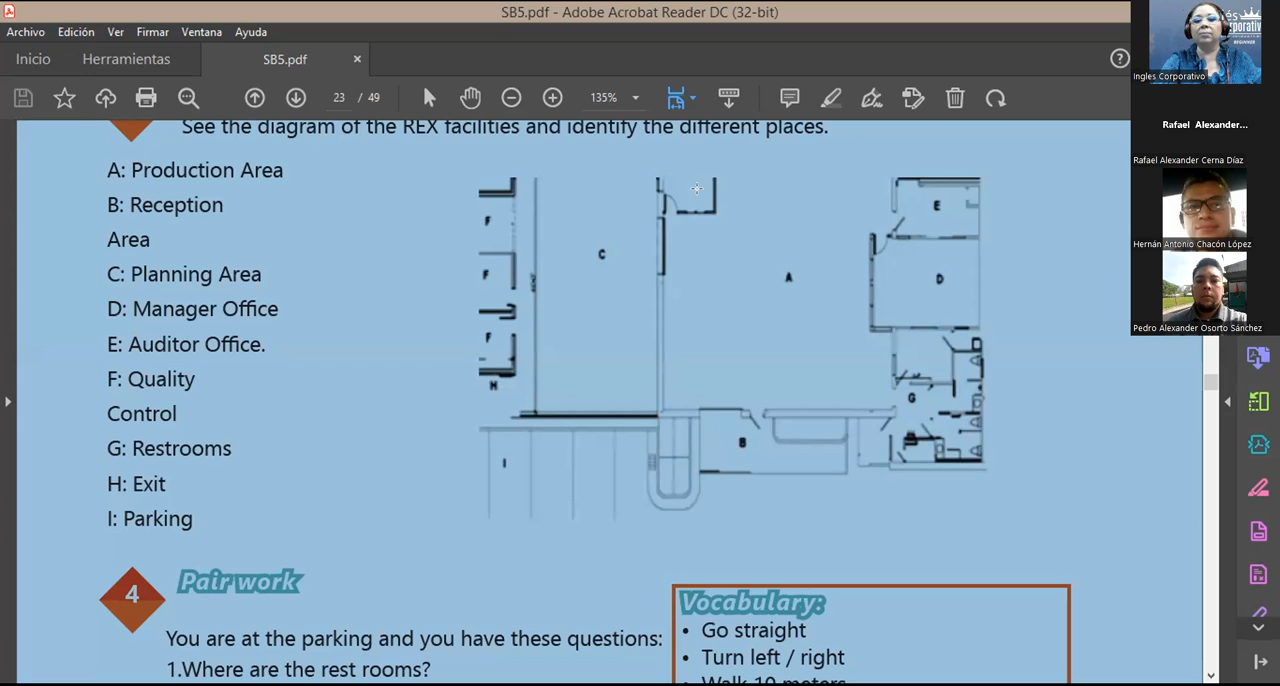 SB5.pdf - Adobe Acrobat Reader DC (32-bit)
Archivo Edición Ver Firmar Ventana Ayuda
Inicio Herramientas SB5.pdf ×
23 / 49 135%
See the diagram of the REX facilities and identify the different places.
A: Production Area
B: Reception
Area
C: Planning Area
D: Manager Office
E: Auditor Office.
F: Quality
Control
G: Restrooms
H: Exit
I: Parking
F
F
F
H
C
A
E
D
G
B
I
4
Pair work
You are at the parking and you have these questions:
1.Where are the rest rooms?
Vocabulary:
• Go straight
• Turn left / right
• Walk 10 meters
Ingles Corporativo
Rafael Alexander...
Rafael Alexander Cerna Díaz
Hernán Antonio Chacón López
Pedro Alexander Osorto Sánchez